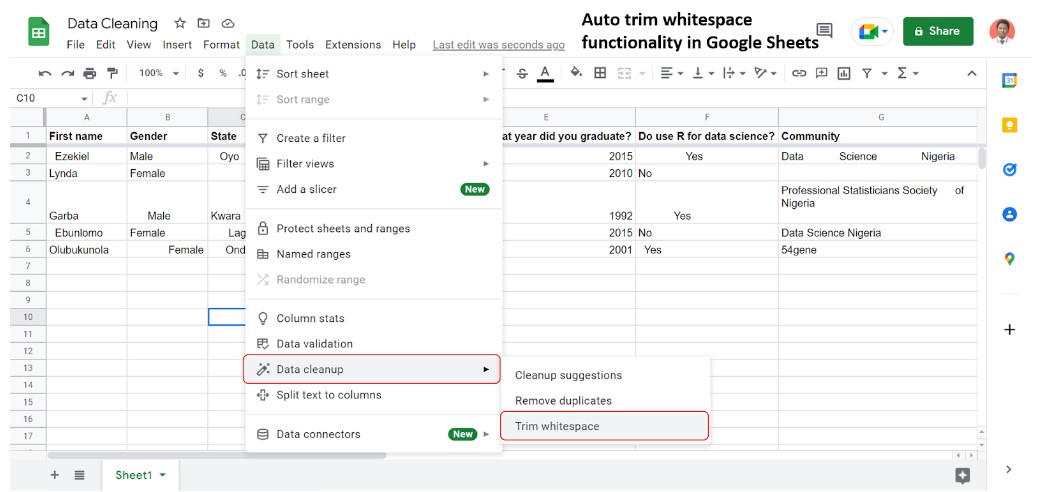 Data Cleaning
Auto trim whitespace
functionality in Google Sheets
File Edit View Insert Format Data Tools Extensions Help Last edit was seconds ago
Share
100% $ % .0 A Σ
C10 fx
A B C E F G
1 First name Gender State at year did you graduate? Do use R for data science? Community
2 Ezekiel Male Oyo 2015 Yes Data Science Nigeria
3 Lynda Female 2010 No
Professional Statisticians Society of
Nigeria
4 Garba Male Kwara 1992 Yes
5 Ebunlomo Female Lag 2015 No Data Science Nigeria
6 Olubukunola Female Ond 2001 Yes 54gene
7
8
9
10
11
12
13
14
15
16
17
Sort sheet
Sort range
Create a filter
Filter views
Add a slicer New
Protect sheets and ranges
Named ranges
Randomize range
Column stats
Data validation
Data cleanup
Split text to columns
Data connectors New
Cleanup suggestions
Remove duplicates
Trim whitespace
31
Sheet1